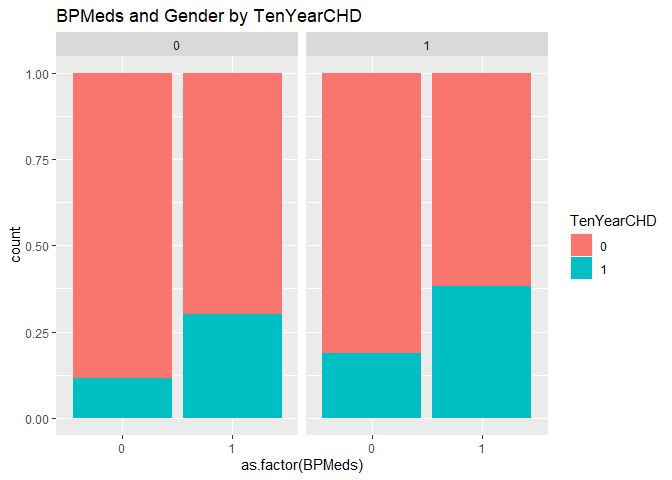 BPMeds and Gender by TenYearCHD
0 1
1.00
0.75
0.50
0.25
0.00
count
0 1 0 1
as.factor(BPMeds)
TenYearCHD
0
1